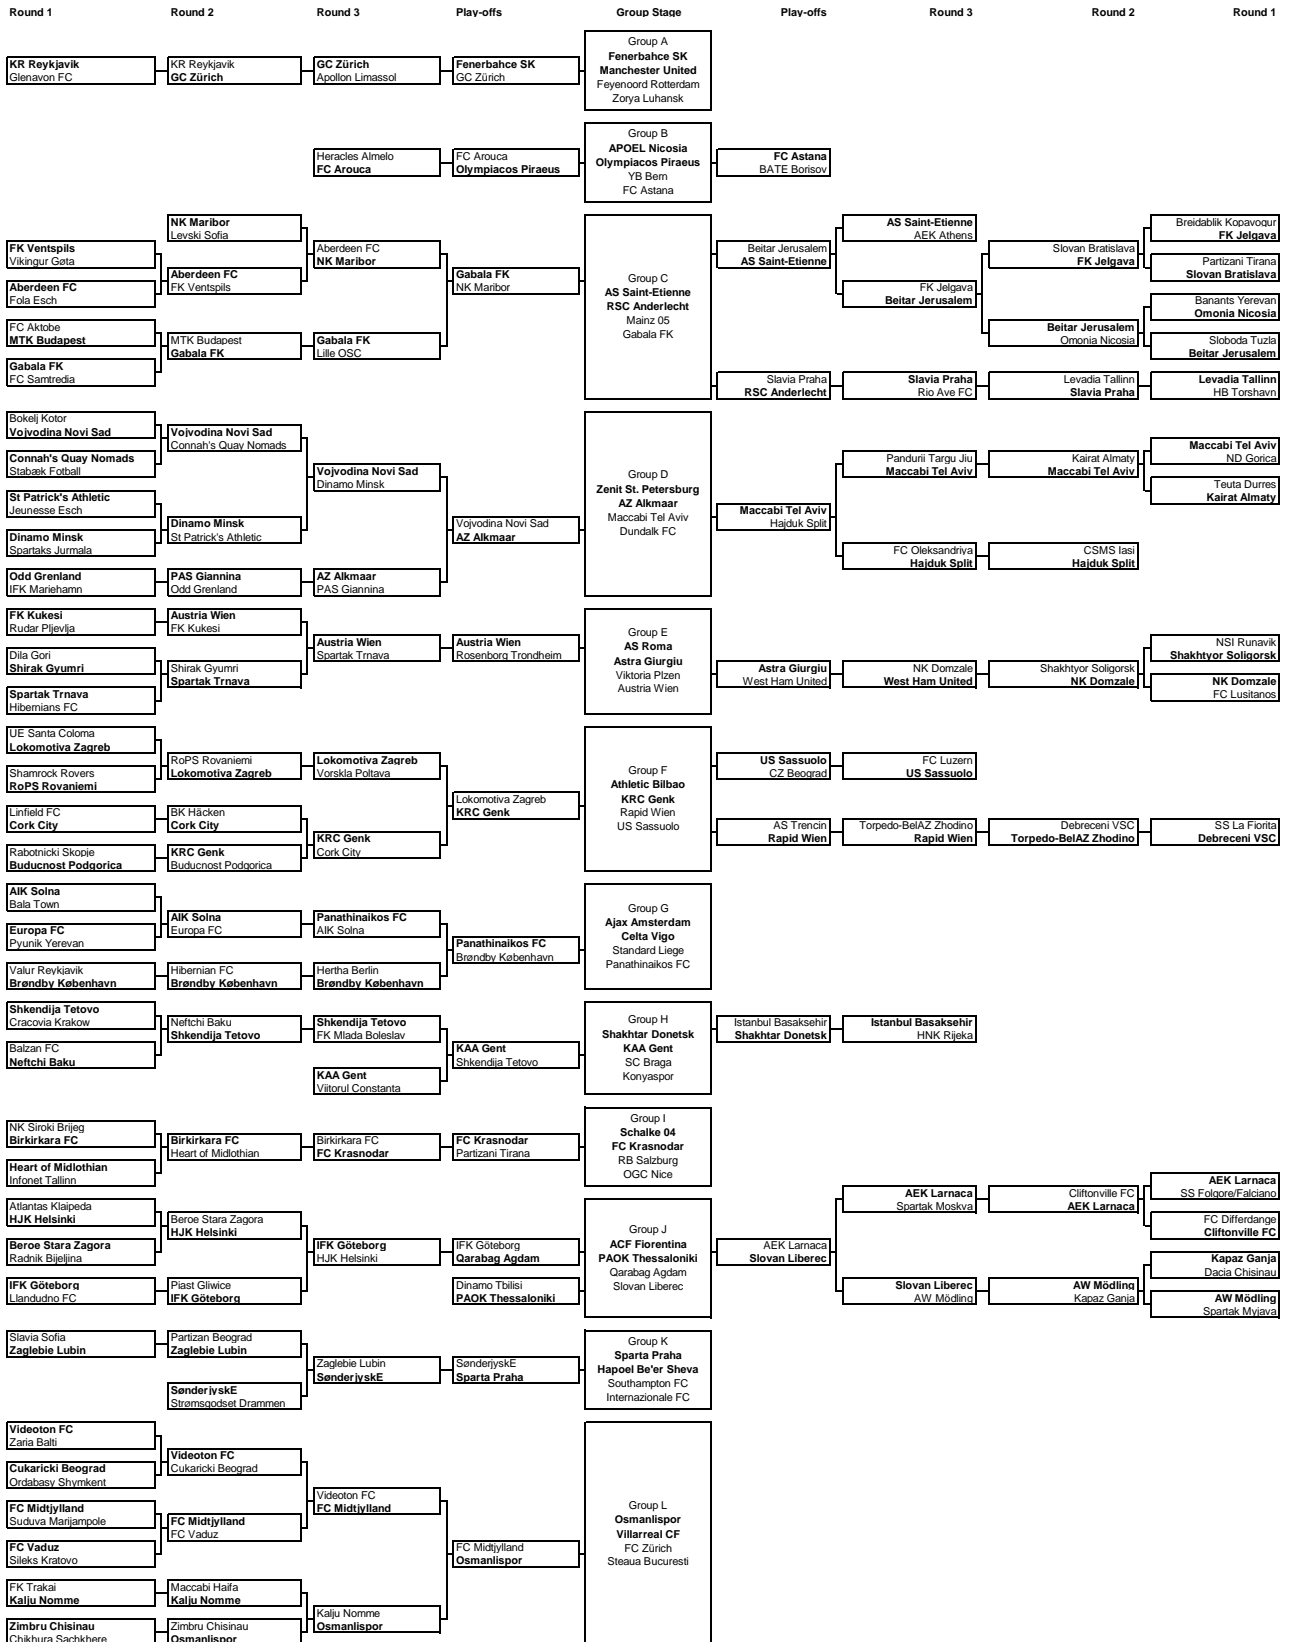 Round 1
Round 2
Round 3
Play-offs
Group Stage
Play-offs
Round 3
Round 2
Round 1
KR Reykjavik
Glenavon FC
KR Reykjavik
GC Zürich
GC Zürich
Apollon Limassol
Fenerbahce SK
GC Zürich
Group A
Fenerbahce SK
Manchester United
Feyenoord Rotterdam
Zorya Luhansk
Heracles Almelo
FC Arouca
FC Arouca
Olympiacos Piraeus
Group B
APOEL Nicosia
Olympiacos Piraeus
YB Bern
FC Astana
FC Astana
BATE Borisov
FK Ventspils
Vikingur Gøta
Aberdeen FC
Fola Esch
FC Aktobe
MTK Budapest
Gabala FK
FC Samtredia
NK Maribor
Levski Sofia
Aberdeen FC
FK Ventspils
MTK Budapest
Gabala FK
Aberdeen FC
NK Maribor
Gabala FK
Lille OSC
Gabala FK
NK Maribor
Group C
AS Saint-Etienne
RSC Anderlecht
Mainz 05
Gabala FK
Beitar Jerusalem
AS Saint-Etienne
Slavia Praha
RSC Anderlecht
AS Saint-Etienne
AEK Athens
FK Jelgava
Beitar Jerusalem
Slavia Praha
Rio Ave FC
Slovan Bratislava
FK Jelgava
Beitar Jerusalem
Omonia Nicosia
Levadia Tallinn
Slavia Praha
Breidablik Kopavogur
FK Jelgava
Partizani Tirana
Slovan Bratislava
Banants Yerevan
Omonia Nicosia
Sloboda Tuzla
Beitar Jerusalem
Levadia Tallinn
HB Torshavn
Bokelj Kotor
Vojvodina Novi Sad
Connah's Quay Nomads
Stabæk Fotball
St Patrick's Athletic
Jeunesse Esch
Dinamo Minsk
Spartaks Jurmala
Odd Grenland
IFK Mariehamn
Vojvodina Novi Sad
Connah's Quay Nomads
Dinamo Minsk
St Patrick's Athletic
PAS Giannina
Odd Grenland
Vojvodina Novi Sad
Dinamo Minsk
AZ Alkmaar
PAS Giannina
Vojvodina Novi Sad
AZ Alkmaar
Group D
Zenit St. Petersburg
AZ Alkmaar
Maccabi Tel Aviv
Dundalk FC
Maccabi Tel Aviv
Hajduk Split
Pandurii Targu Jiu
Maccabi Tel Aviv
FC Oleksandriya
Hajduk Split
Kairat Almaty
Maccabi Tel Aviv
CSMS Iasi
Hajduk Split
Maccabi Tel Aviv
ND Gorica
Teuta Durres
Kairat Almaty
FK Kukesi
Rudar Pljevlja
Dila Gori
Shirak Gyumri
Spartak Trnava
Hibernians FC
Austria Wien
FK Kukesi
Shirak Gyumri
Spartak Trnava
Austria Wien
Spartak Trnava
Austria Wien
Rosenborg Trondheim
Group E
AS Roma
Astra Giurgiu
Viktoria Plzen
Austria Wien
Astra Giurgiu
West Ham United
NK Domzale
West Ham United
Shakhtyor Soligorsk
NK Domzale
NSI Runavik
Shakhtyor Soligorsk
NK Domzale
FC Lusitanos
UE Santa Coloma
Lokomotiva Zagreb
Shamrock Rovers
RoPS Rovaniemi
Linfield FC
Cork City
Rabotnicki Skopje
Buducnost Podgorica
RoPS Rovaniemi
Lokomotiva Zagreb
BK Häcken
Cork City
KRC Genk
Buducnost Podgorica
Lokomotiva Zagreb
Vorskla Poltava
KRC Genk
Cork City
Lokomotiva Zagreb
KRC Genk
Group F
Athletic Bilbao
KRC Genk
Rapid Wien
US Sassuolo
US Sassuolo
CZ Beograd
AS Trencin
Rapid Wien
FC Luzern
US Sassuolo
Torpedo-BelAZ Zhodino
Rapid Wien
Debreceni VSC
Torpedo-BelAZ Zhodino
SS La Fiorita
Debreceni VSC
AIK Solna
Bala Town
Europa FC
Pyunik Yerevan
Valur Reykjavik
Brøndby København
AIK Solna
Europa FC
Hibernian FC
Brøndby København
Panathinaikos FC
AIK Solna
Hertha Berlin
Brøndby København
Panathinaikos FC
Brøndby København
Group G
Ajax Amsterdam
Celta Vigo
Standard Liege
Panathinaikos FC
Shkendija Tetovo
Cracovia Krakow
Balzan FC
Neftchi Baku
Neftchi Baku
Shkendija Tetovo
Shkendija Tetovo
FK Mlada Boleslav
KAA Gent
Viitorul Constanta
KAA Gent
Shkendija Tetovo
Group H
Shakhtar Donetsk
KAA Gent
SC Braga
Konyaspor
Istanbul Basaksehir
Shakhtar Donetsk
Istanbul Basaksehir
HNK Rijeka
NK Siroki Brijeg
Birkirkara FC
Heart of Midlothian
Infonet Tallinn
Birkirkara FC
Heart of Midlothian
Birkirkara FC
FC Krasnodar
FC Krasnodar
Partizani Tirana
Group I
Schalke 04
FC Krasnodar
RB Salzburg
OGC Nice
Atlantas Klaipeda
HJK Helsinki
Beroe Stara Zagora
Radnik Bijeljina
IFK Göteborg
Llandudno FC
Beroe Stara Zagora
HJK Helsinki
Piast Gliwice
IFK Göteborg
IFK Göteborg
HJK Helsinki
IFK Göteborg
Qarabag Agdam
Dinamo Tbilisi
PAOK Thessaloniki
Group J
ACF Fiorentina
PAOK Thessaloniki
Qarabag Agdam
Slovan Liberec
AEK Larnaca
Slovan Liberec
AEK Larnaca
Spartak Moskva
Slovan Liberec
AW Mödling
Cliftonville FC
AEK Larnaca
AW Mödling
Kapaz Ganja
AEK Larnaca
SS Folgore/Falciano
FC Differdange
Cliftonville FC
Kapaz Ganja
Dacia Chisinau
AW Mödling
Spartak Myjava
Slavia Sofia
Zaglebie Lubin
Partizan Beograd
Zaglebie Lubin
SønderjyskE
Strømsgodset Drammen
Zaglebie Lubin
SønderjyskE
SønderjyskE
Sparta Praha
Group K
Sparta Praha
Hapoel Be'er Sheva
Southampton FC
Internazionale FC
Videoton FC
Zaria Balti
Cukaricki Beograd
Ordabasy Shymkent
FC Midtjylland
Suduva Marijampole
FC Vaduz
Sileks Kratovo
FK Trakai
Kalju Nomme
Zimbru Chisinau
Chikhura Sachkhere
Videoton FC
Cukaricki Beograd
FC Midtjylland
FC Vaduz
Maccabi Haifa
Kalju Nomme
Zimbru Chisinau
Osmanlispor
Videoton FC
FC Midtjylland
Kalju Nomme
Osmanlispor
FC Midtjylland
Osmanlispor
Group L
Osmanlispor
Villarreal CF
FC Zürich
Steaua Bucuresti